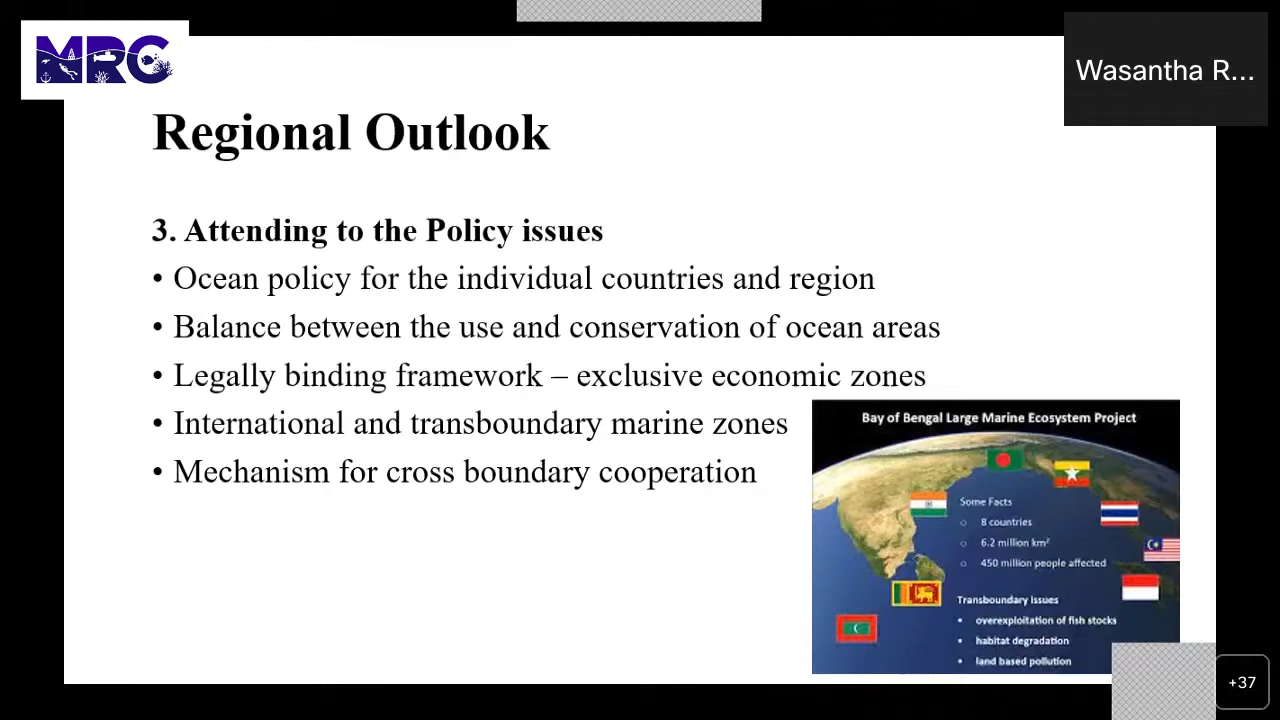 MRC
Wasantha R...
Regional Outlook
3. Attending to the Policy issues
• Ocean policy for the individual countries and region
• Balance between the use and conservation of ocean areas
• Legally binding framework – exclusive economic zones
• International and transboundary marine zones
• Mechanism for cross boundary cooperation
Bay of Bengal Large Marine Ecosystem Project
Some Facts
o 8 countries
o 6.2 million km²
o 450 million people affected
Transboundary issues
• overexploitation of fish stocks
• habitat degradation
• land based pollution
+37